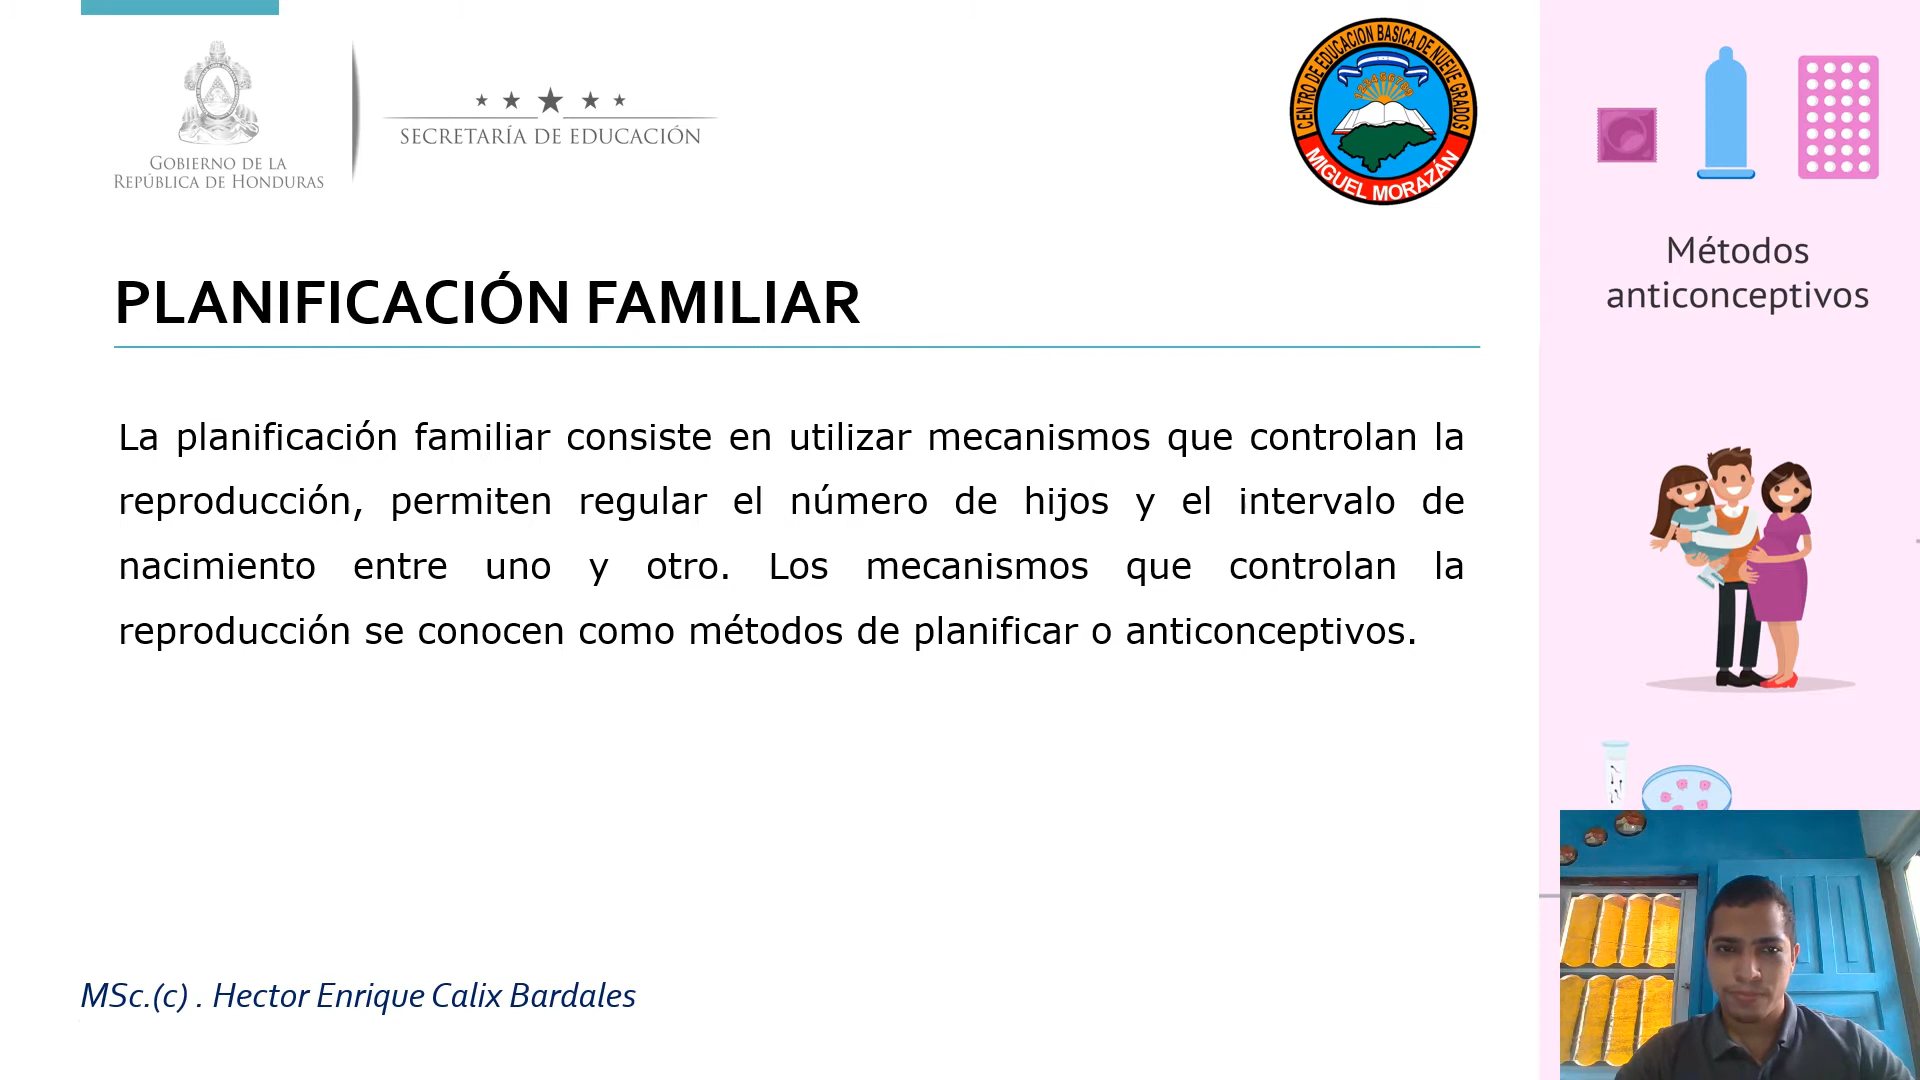 GOBIERNO DE LA
REPÚBLICA DE HONDURAS
SECRETARÍA DE EDUCACIÓN
CENTRO DE EDUCACION BASICA DE NUEVE GRADOS
123456789
MIGUEL MORAZÁN
Métodos
anticonceptivos
PLANIFICACIÓN FAMILIAR
La planificación familiar consiste en utilizar mecanismos que controlan la
reproducción, permiten regular el número de hijos y el intervalo de
nacimiento entre uno y otro. Los mecanismos que controlan la
reproducción se conocen como métodos de planificar o anticonceptivos.
MSc.(c) . Hector Enrique Calix Bardales